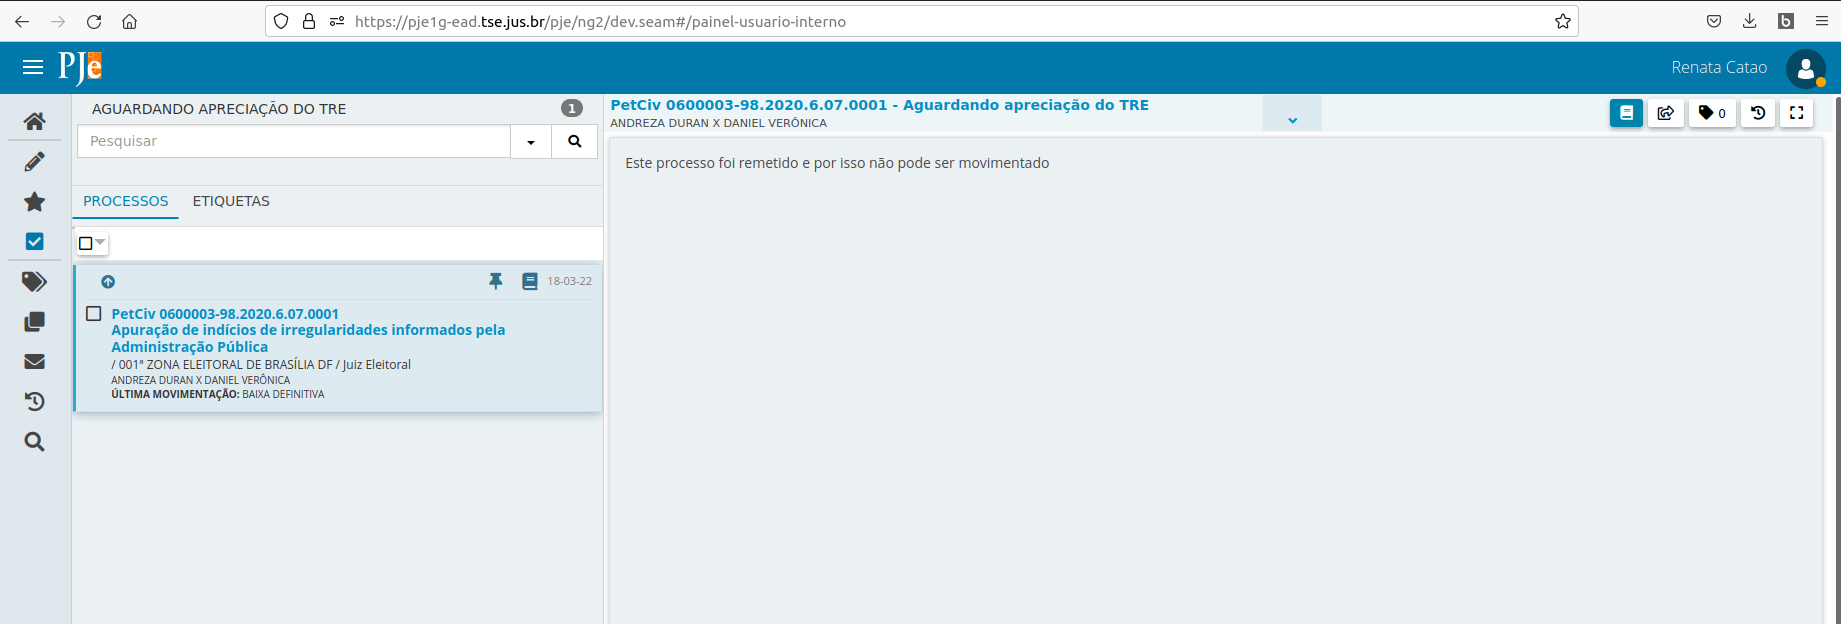 https://pje1g-ead.tse.jus.br/pje/ng2/dev.seam#/painel-usuario-interno
PJe
Renata Catao
AGUARDANDO APRECIAÇÃO DO TRE
1
Pesquisar
PROCESSOS
ETIQUETAS
18-03-22
PetCiv 0600003-98.2020.6.07.0001
Apuração de indícios de irregularidades informados pela
Administração Pública
/ 001ª ZONA ELEITORAL DE BRASÍLIA DF / Juiz Eleitoral
ANDREZA DURAN X DANIEL VERÔNICA
ÚLTIMA MOVIMENTAÇÃO: BAIXA DEFINITIVA
PetCiv 0600003-98.2020.6.07.0001 - Aguardando apreciação do TRE
ANDREZA DURAN X DANIEL VERÔNICA
0
Este processo foi remetido e por isso não pode ser movimentado